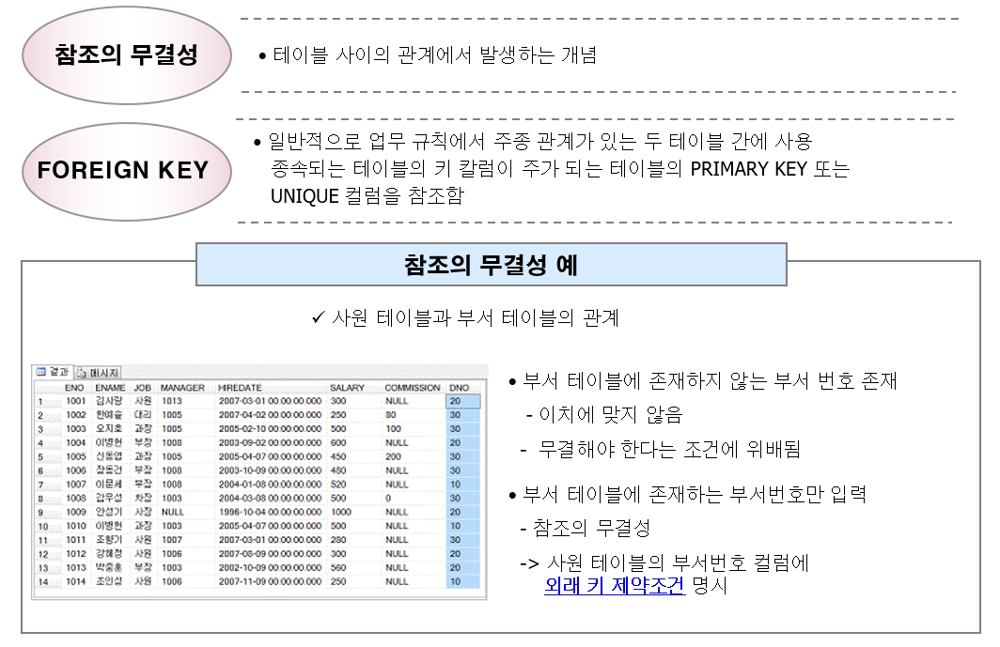 참조의 무결성
• 테이블 사이의 관계에서 발생하는 개념
FOREIGN KEY
• 일반적으로 업무 규칙에서 주종 관계가 있는 두 테이블 간에 사용
종속되는 테이블의 키 칼럼이 주가 되는 테이블의 PRIMARY KEY 또는
UNIQUE 컬럼을 참조함
참조의 무결성 예
✓ 사원 테이블과 부서 테이블의 관계
결과 메시지
ENO ENAME JOB MANAGER HIREDATE SALARY COMMISSION DNO
1 1001 김사랑 사원 1013 2007-03-01 00:00:00.000 300 NULL 20
2 1002 한예슬 대리 1005 2007-04-02 00:00:00.000 250 80 30
3 1003 오지호 과장 1005 2005-02-10 00:00:00.000 500 100 30
4 1004 이병헌 부장 1008 2003-09-02 00:00:00.000 600 NULL 20
5 1005 신동엽 과장 1005 2005-04-07 00:00:00.000 450 200 30
6 1006 장동건 부장 1008 2003-10-09 00:00:00.000 480 NULL 30
7 1007 이문세 부장 1008 2004-01-08 00:00:00.000 520 NULL 10
8 1008 감우성 차장 1003 2004-03-08 00:00:00.000 500 0 30
9 1009 안성기 사장 NULL 1996-10-04 00:00:00.000 1000 NULL 20
10 1010 이병헌 과장 1003 2005-04-07 00:00:00.000 500 NULL 10
11 1011 조향기 사원 1007 2007-03-01 00:00:00.000 280 NULL 30
12 1012 강혜정 사원 1006 2007-08-09 00:00:00.000 300 NULL 20
13 1013 박중훈 부장 1003 2002-10-09 00:00:00.000 560 NULL 20
14 1014 조인성 사원 1006 2007-11-09 00:00:00.000 250 NULL 10
• 부서 테이블에 존재하지 않는 부서 번호 존재
- 이치에 맞지 않음
- 무결해야 한다는 조건에 위배됨
• 부서 테이블에 존재하는 부서번호만 입력
- 참조의 무결성
-> 사원 테이블의 부서번호 컬럼에
외래 키 제약조건 명시